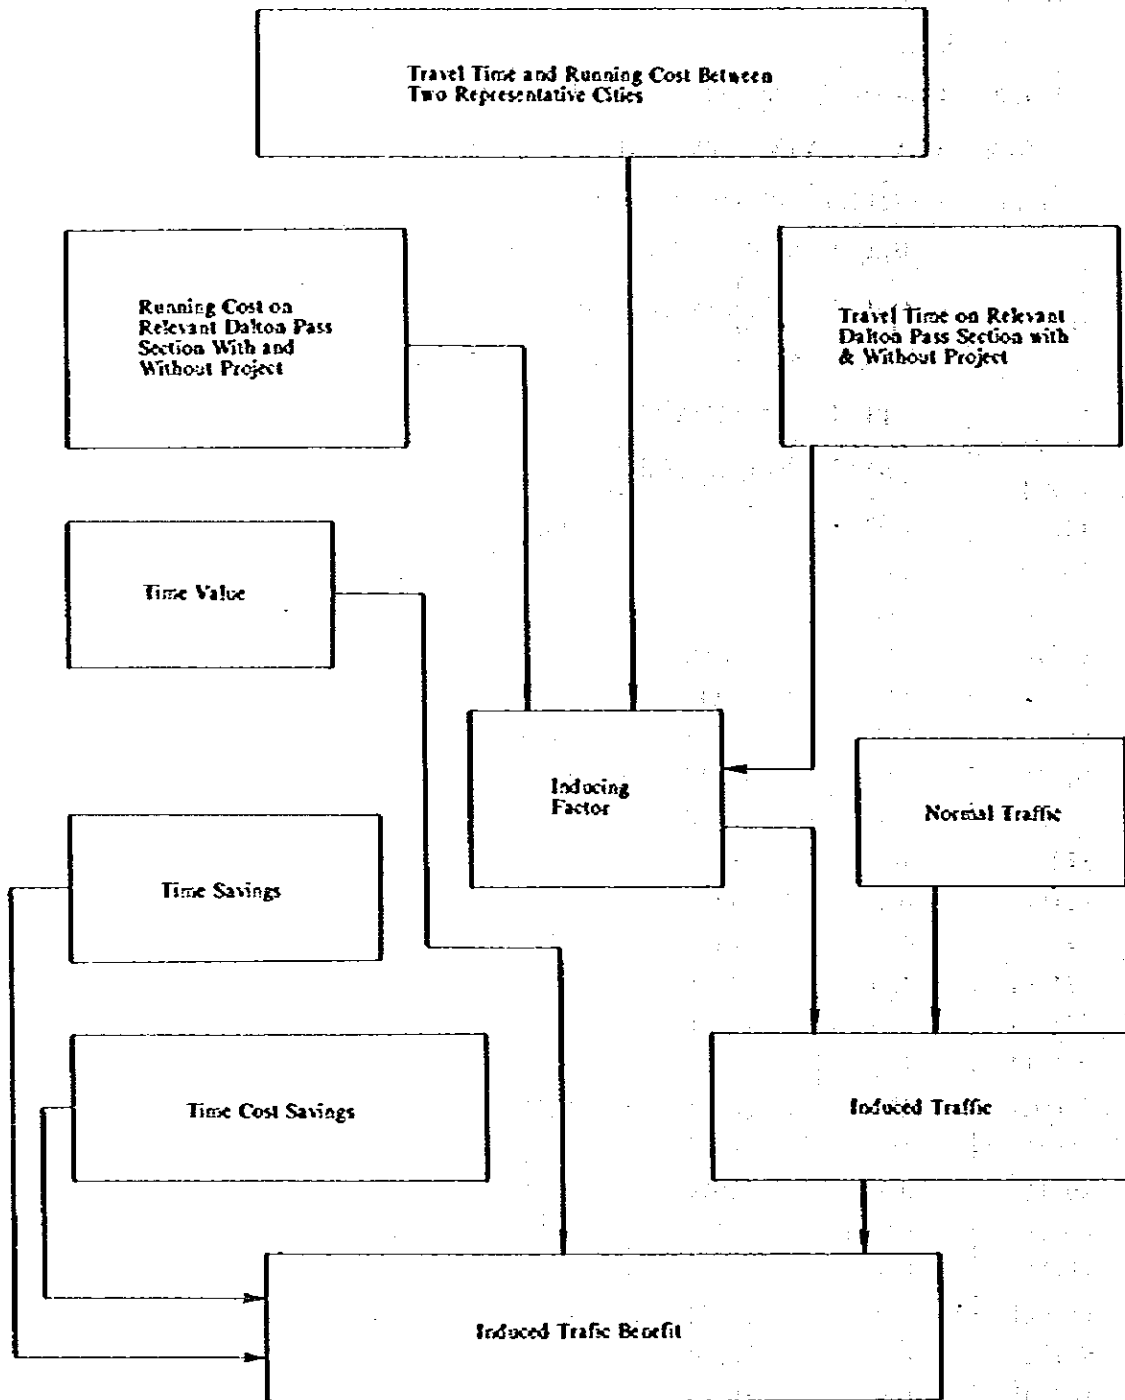 Travel Time and Running Cost Between
Two Representative Cities
Running Cost on
Relevant Dalton Pass
Section With and
Without Project
Travel Time on Relevant
Dalton Pass Section with
& Without Project
Time Value
Inducing
Factor
Normal Traffic
Time Savings
Time Cost Savings
Induced Traffic
Induced Trafic Benefit